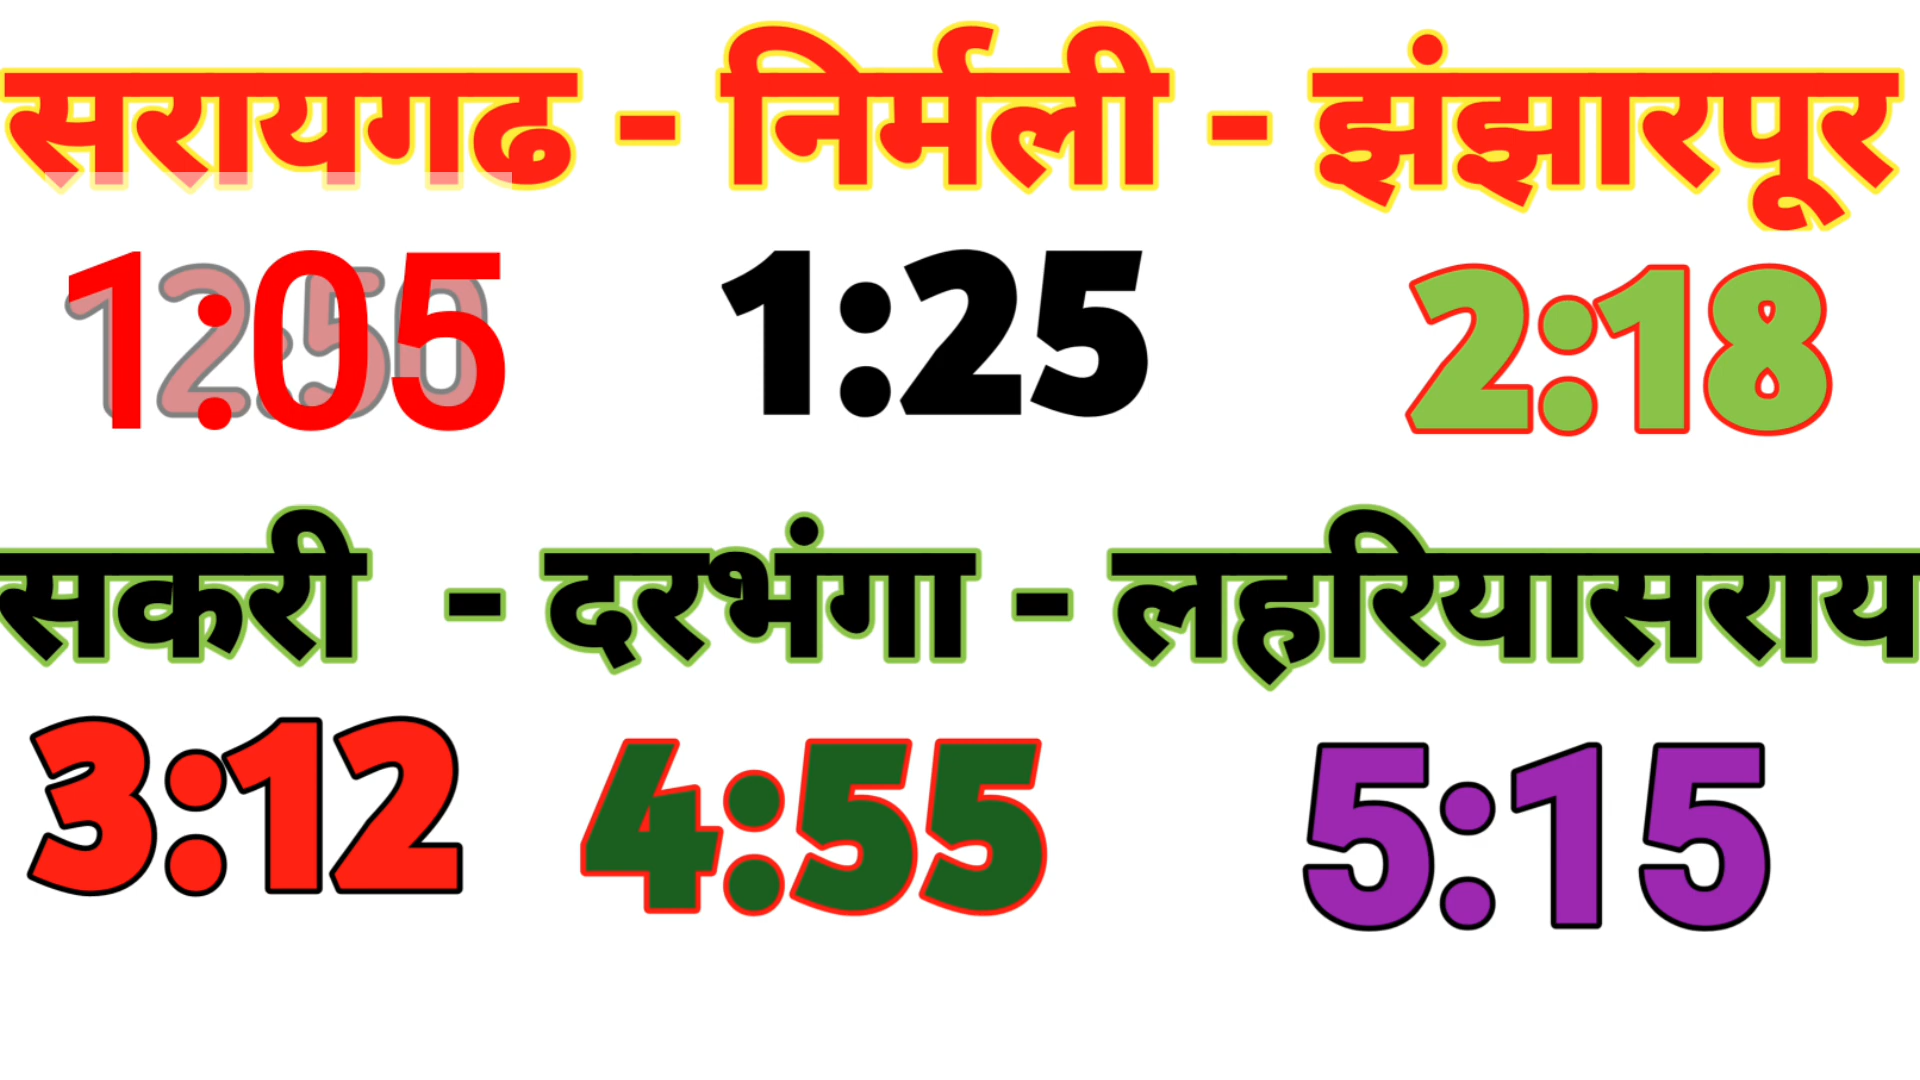 सरायगढ - निर्मली - झंझारपूर
1:05 1:25 2:18
सकरी - दरभंगा - लहरियासराय
3:12 4:55 5:15